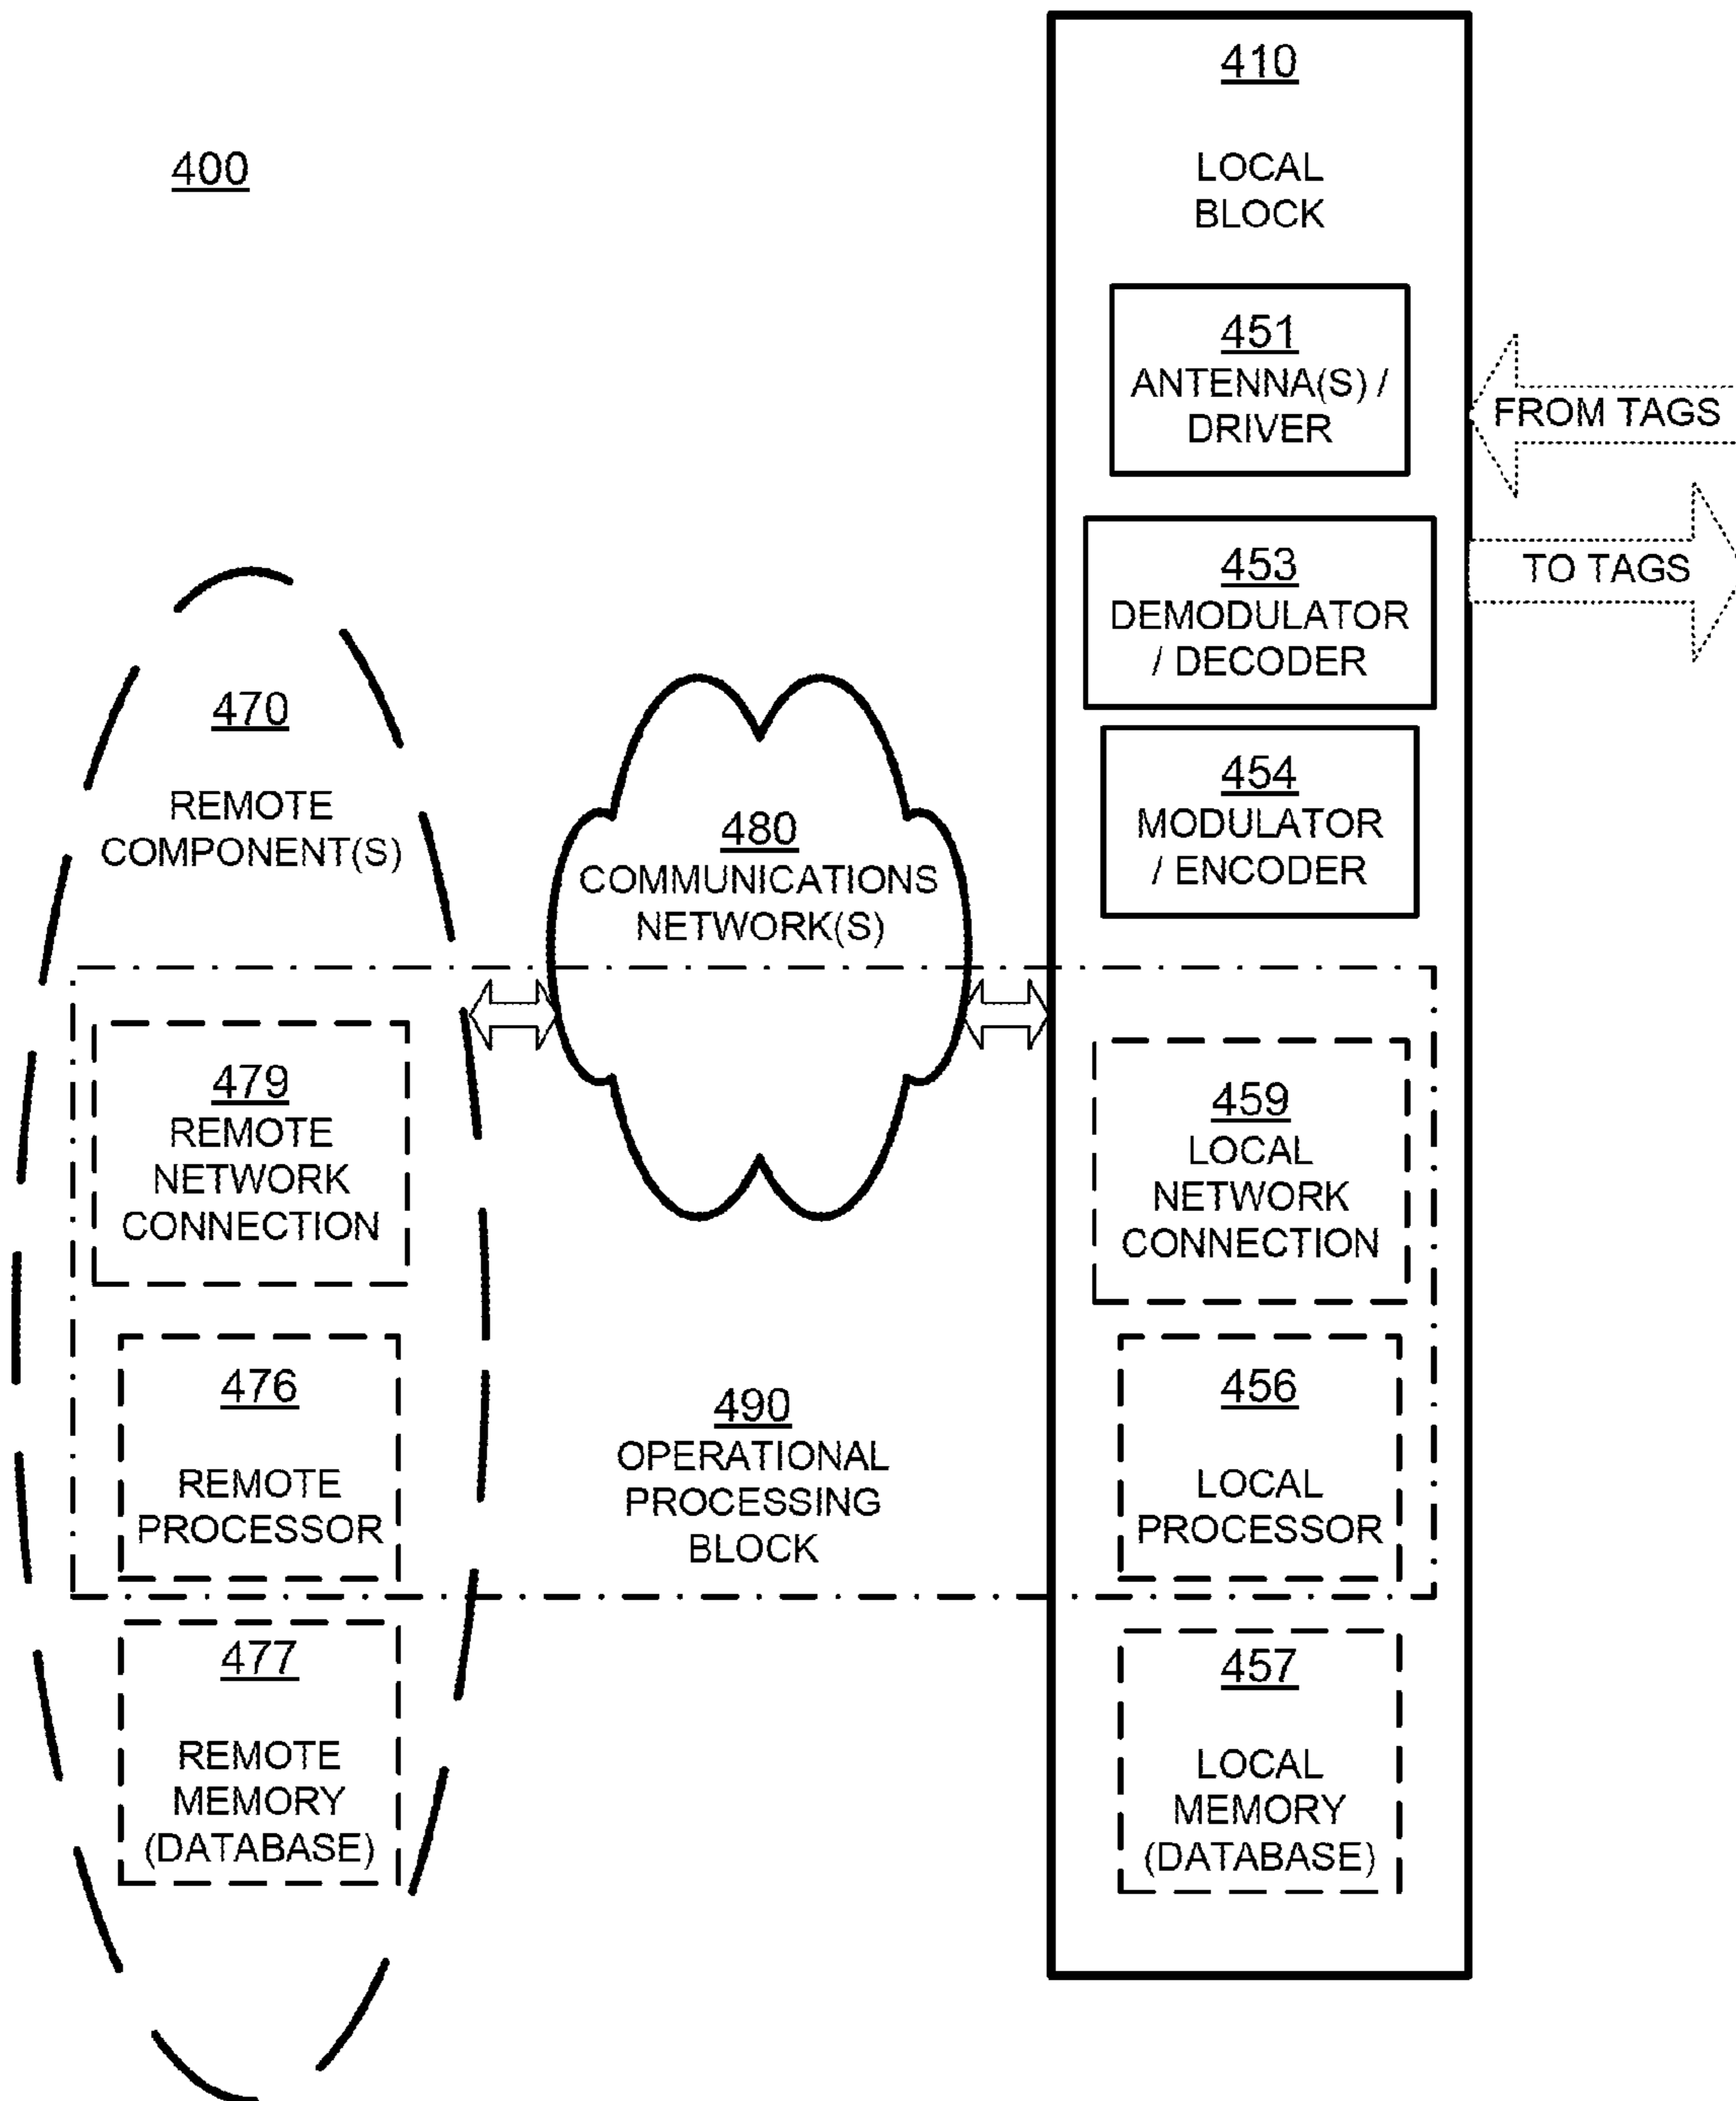 400
410
LOCAL
BLOCK
451
ANTENNA(S) /
DRIVER
FROM TAGS
453
DEMODULATOR
/ DECODER
TO TAGS
454
MODULATOR
/ ENCODER
470
REMOTE
COMPONENT(S)
480
COMMUNICATIONS
NETWORK(S)
479
REMOTE
NETWORK
CONNECTION
459
LOCAL
NETWORK
CONNECTION
476
REMOTE
PROCESSOR
490
OPERATIONAL
PROCESSING
BLOCK
456
LOCAL
PROCESSOR
477
REMOTE
MEMORY
(DATABASE)
457
LOCAL
MEMORY
(DATABASE)